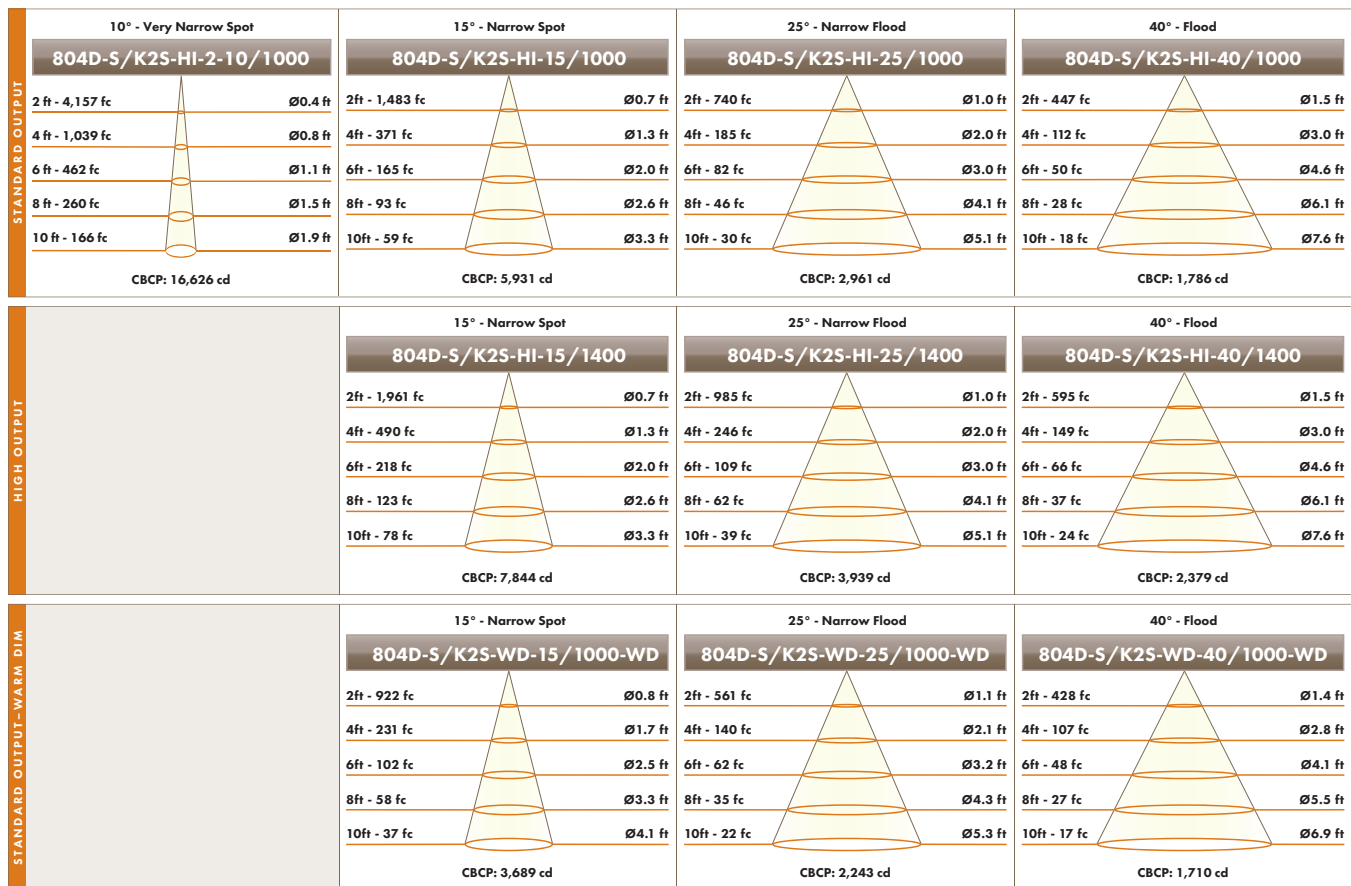 STANDARD OUTPUT
10° - Very Narrow Spot
804D-S/K2S-HI-2-10/1000
2 ft - 4,157 fc Ø0.4 ft
4 ft - 1,039 fc Ø0.8 ft
6 ft - 462 fc Ø1.1 ft
8 ft - 260 fc Ø1.5 ft
10 ft - 166 fc Ø1.9 ft
CBCP: 16,626 cd
15° - Narrow Spot
804D-S/K2S-HI-15/1000
2ft - 1,483 fc Ø0.7 ft
4ft - 371 fc Ø1.3 ft
6ft - 165 fc Ø2.0 ft
8ft - 93 fc Ø2.6 ft
10ft - 59 fc Ø3.3 ft
CBCP: 5,931 cd
25° - Narrow Flood
804D-S/K2S-HI-25/1000
2ft - 740 fc Ø1.0 ft
4ft - 185 fc Ø2.0 ft
6ft - 82 fc Ø3.0 ft
8ft - 46 fc Ø4.1 ft
10ft - 30 fc Ø5.1 ft
CBCP: 2,961 cd
40° - Flood
804D-S/K2S-HI-40/1000
2ft - 447 fc Ø1.5 ft
4ft - 112 fc Ø3.0 ft
6ft - 50 fc Ø4.6 ft
8ft - 28 fc Ø6.1 ft
10ft - 18 fc Ø7.6 ft
CBCP: 1,786 cd
HIGH OUTPUT
15° - Narrow Spot
804D-S/K2S-HI-15/1400
2ft - 1,961 fc Ø0.7 ft
4ft - 490 fc Ø1.3 ft
6ft - 218 fc Ø2.0 ft
8ft - 123 fc Ø2.6 ft
10ft - 78 fc Ø3.3 ft
CBCP: 7,844 cd
25° - Narrow Flood
804D-S/K2S-HI-25/1400
2ft - 985 fc Ø1.0 ft
4ft - 246 fc Ø2.0 ft
6ft - 109 fc Ø3.0 ft
8ft - 62 fc Ø4.1 ft
10ft - 39 fc Ø5.1 ft
CBCP: 3,939 cd
40° - Flood
804D-S/K2S-HI-40/1400
2ft - 595 fc Ø1.5 ft
4ft - 149 fc Ø3.0 ft
6ft - 66 fc Ø4.6 ft
8ft - 37 fc Ø6.1 ft
10ft - 24 fc Ø7.6 ft
CBCP: 2,379 cd
STANDARD OUTPUT–WARM DIM
15° - Narrow Spot
804D-S/K2S-WD-15/1000-WD
2ft - 922 fc Ø0.8 ft
4ft - 231 fc Ø1.7 ft
6ft - 102 fc Ø2.5 ft
8ft - 58 fc Ø3.3 ft
10ft - 37 fc Ø4.1 ft
CBCP: 3,689 cd
25° - Narrow Flood
804D-S/K2S-WD-25/1000-WD
2ft - 561 fc Ø1.1 ft
4ft - 140 fc Ø2.1 ft
6ft - 62 fc Ø3.2 ft
8ft - 35 fc Ø4.3 ft
10ft - 22 fc Ø5.3 ft
CBCP: 2,243 cd
40° - Flood
804D-S/K2S-WD-40/1000-WD
2ft - 428 fc Ø1.4 ft
4ft - 107 fc Ø2.8 ft
6ft - 48 fc Ø4.1 ft
8ft - 27 fc Ø5.5 ft
10ft - 17 fc Ø6.9 ft
CBCP: 1,710 cd